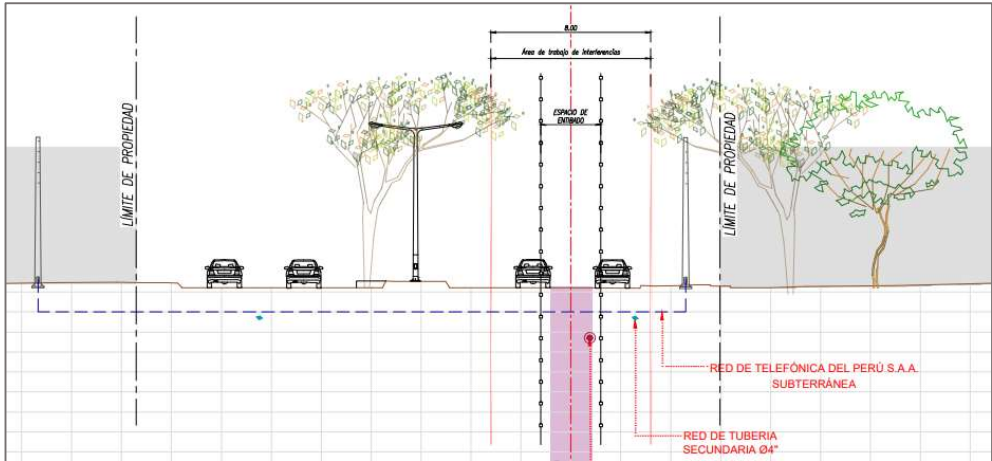 8.00
Área de trabajo de Interferencias
ESPACIO DE
ENTIBADO
LÍMITE DE PROPIEDAD
LÍMITE DE PROPIEDAD
RED DE TELEFÓNICA DEL PERÚ S.A.A.
SUBTERRÁNEA
RED DE TUBERIA
SECUNDARIA Ø4"